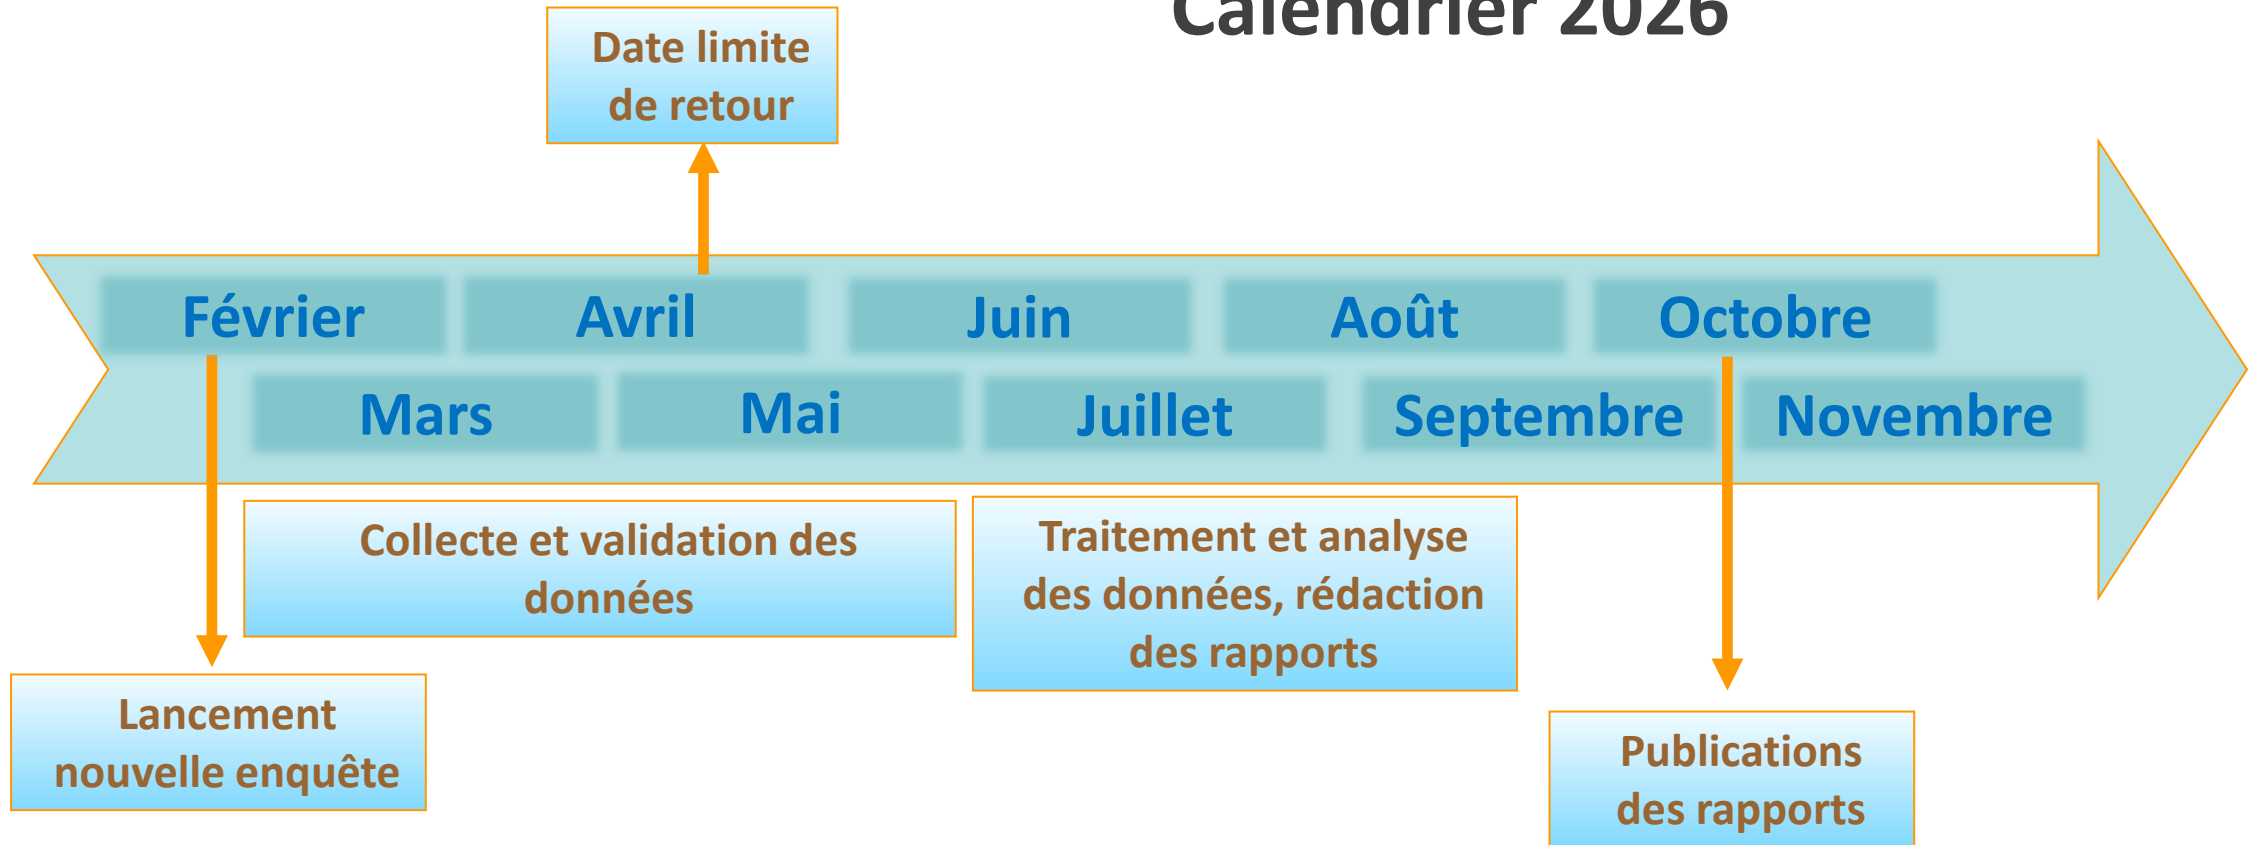 Calendrier 2026
Date limite
de retour
Février
Avril
Juin
Août
Octobre
Mars
Mai
Juillet
Septembre
Novembre
Collecte et validation des
données
Traitement et analyse
des données, rédaction
des rapports
Lancement
nouvelle enquête
Publications
des rapports